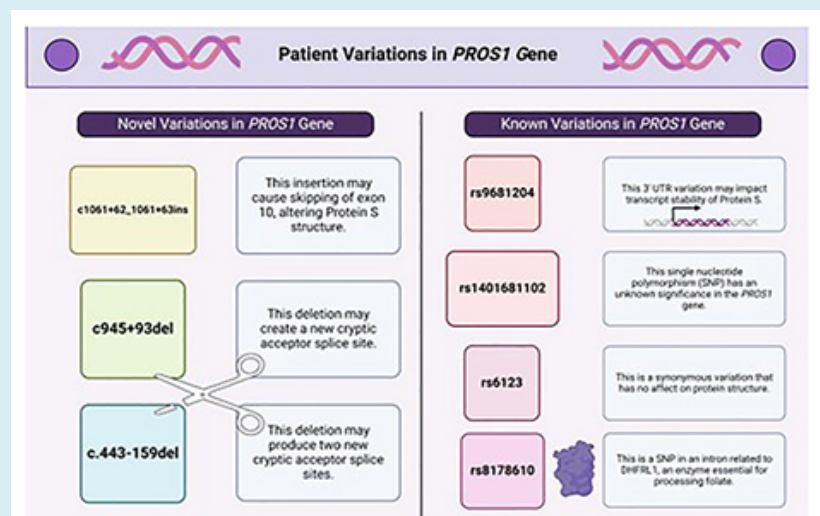 Patient Variations in PROS1 Gene
Novel Variations in PROS1 Gene
c1061+62_1061+63ins
This insertion may
cause skipping of exon
10, altering Protein S
structure.
c945+93del
This deletion may
create a new cryptic
acceptor splice site.
c.443-159del
This deletion may
produce two new
cryptic acceptor splice
sites.
Known Variations in PROS1 Gene
rs9681204
This 3' UTR variation may impact
transcript stability of Protein S.
rs1401681102
This single nucleotide
polymorphism (SNP) has an
unknown significance in the PROS1
gene.
rs6123
This is a synonymous variation that
has no affect on protein structure.
rs8178610
This is a SNP in an intron related to
DHFRL1, an enzyme essential for
processing folate.